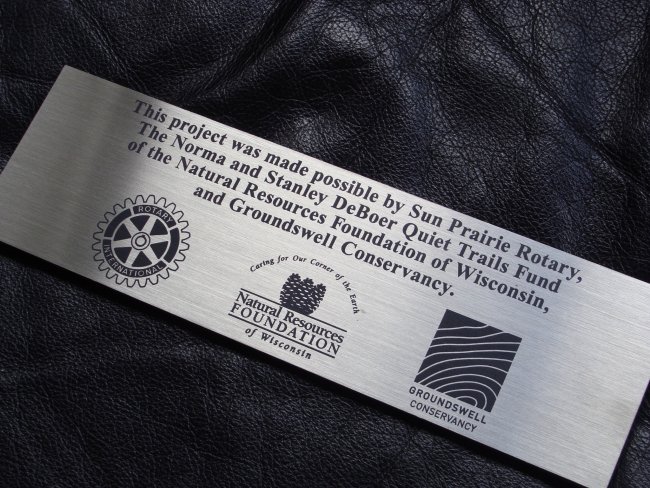 This project was made possible by Sun Prairie Rotary,
The Norma and Stanley DeBoer Quiet Trails Fund
of the Natural Resources Foundation of Wisconsin,
and Groundswell Conservancy.
ROTARY
INTERNATIONAL
Caring for Our Corner of the Earth
Natural Resources
FOUNDATION
of Wisconsin
GROUNDSWELL
CONSERVANCY